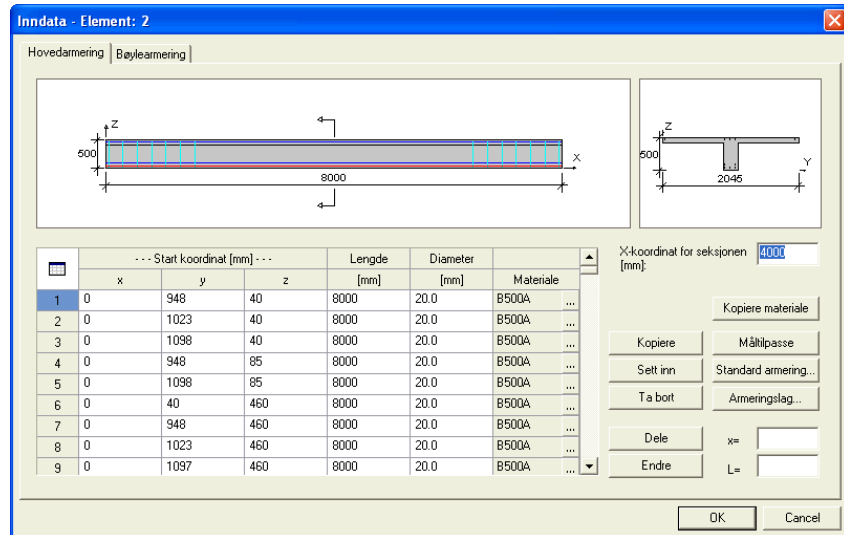 Inndata - Element: 2
Hovedarmering Bøylearmering
Z
500
X
8000
Z
500
Y
2045
- - - Start koordinat [mm] - - - Lengde Diameter
x y z [mm] [mm] Materiale
1 0 948 40 8000 20.0 B500A ...
2 0 1023 40 8000 20.0 B500A ...
3 0 1098 40 8000 20.0 B500A ...
4 0 948 85 8000 20.0 B500A ...
5 0 1098 85 8000 20.0 B500A ...
6 0 40 460 8000 20.0 B500A ...
7 0 948 460 8000 20.0 B500A ...
8 0 1023 460 8000 20.0 B500A ...
9 0 1097 460 8000 20.0 B500A ...
X-koordinat for seksjonen 4000
[mm]:
Kopiere materiale
Kopiere Måltilpasse
Sett inn Standard armering...
Ta bort Armeringslag...
Dele x=
Endre L=
OK Cancel